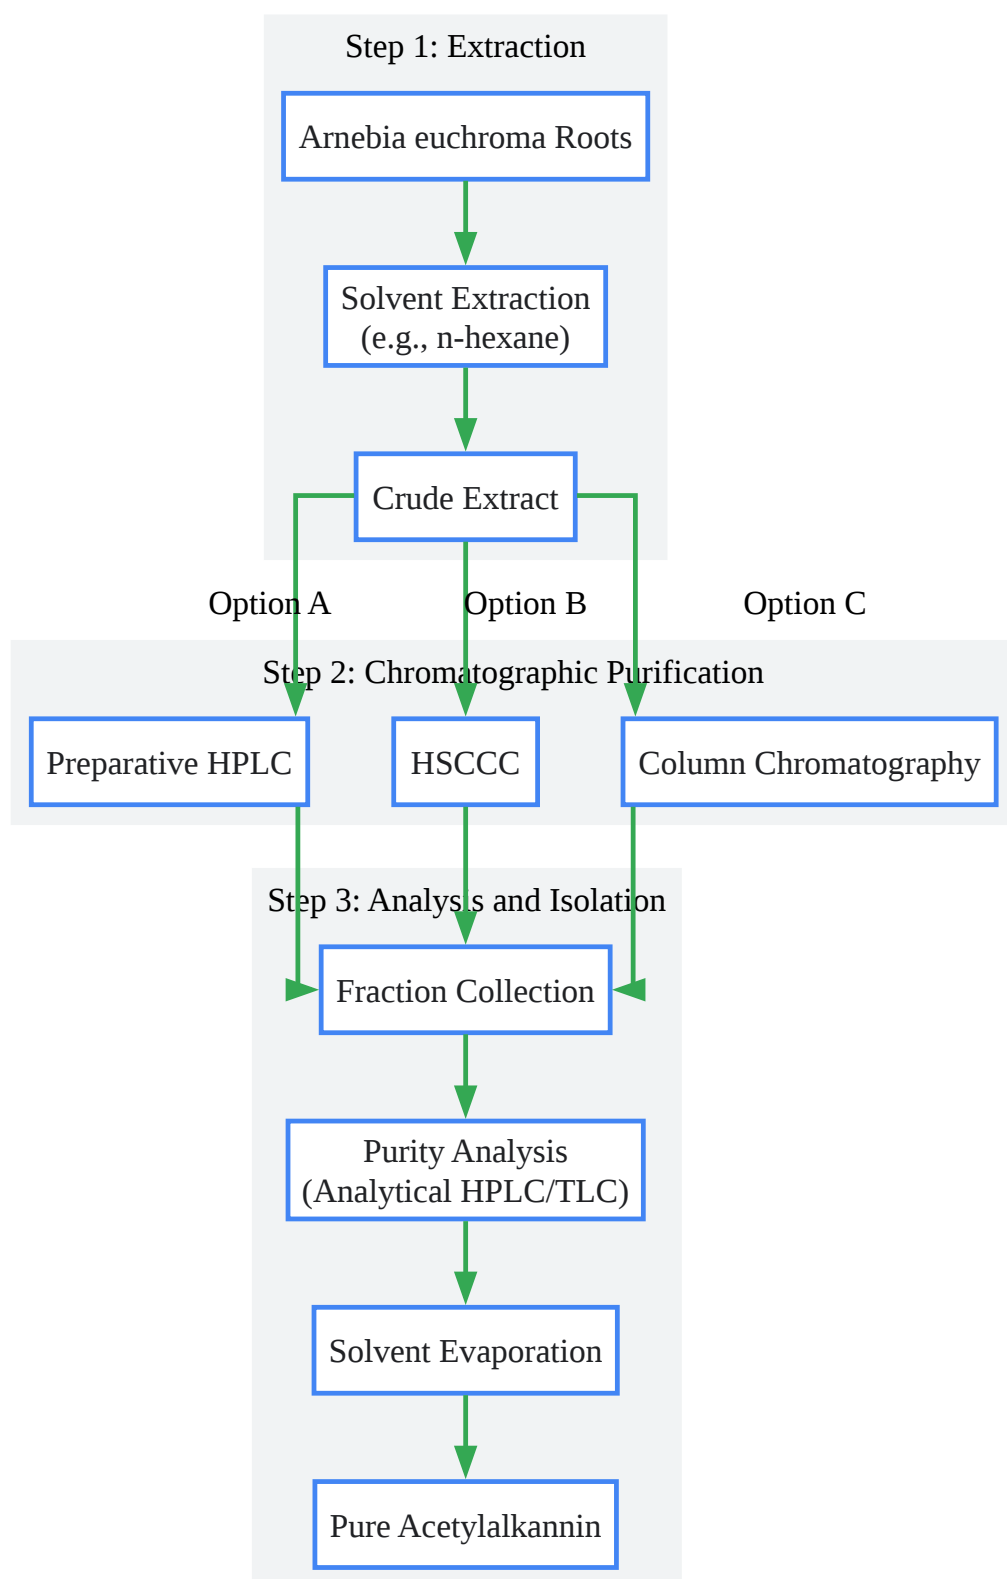 Step 1: Extraction
Arnebia euchroma Roots
Solvent Extraction
(e.g., n-hexane)
Crude Extract
Option A
Option B
Option C
Step 2: Chromatographic Purification
Preparative HPLC
HSCCC
Column Chromatography
Step 3: Analysis and Isolation
Fraction Collection
Purity Analysis
(Analytical HPLC/TLC)
Solvent Evaporation
Pure Acetylalkannin